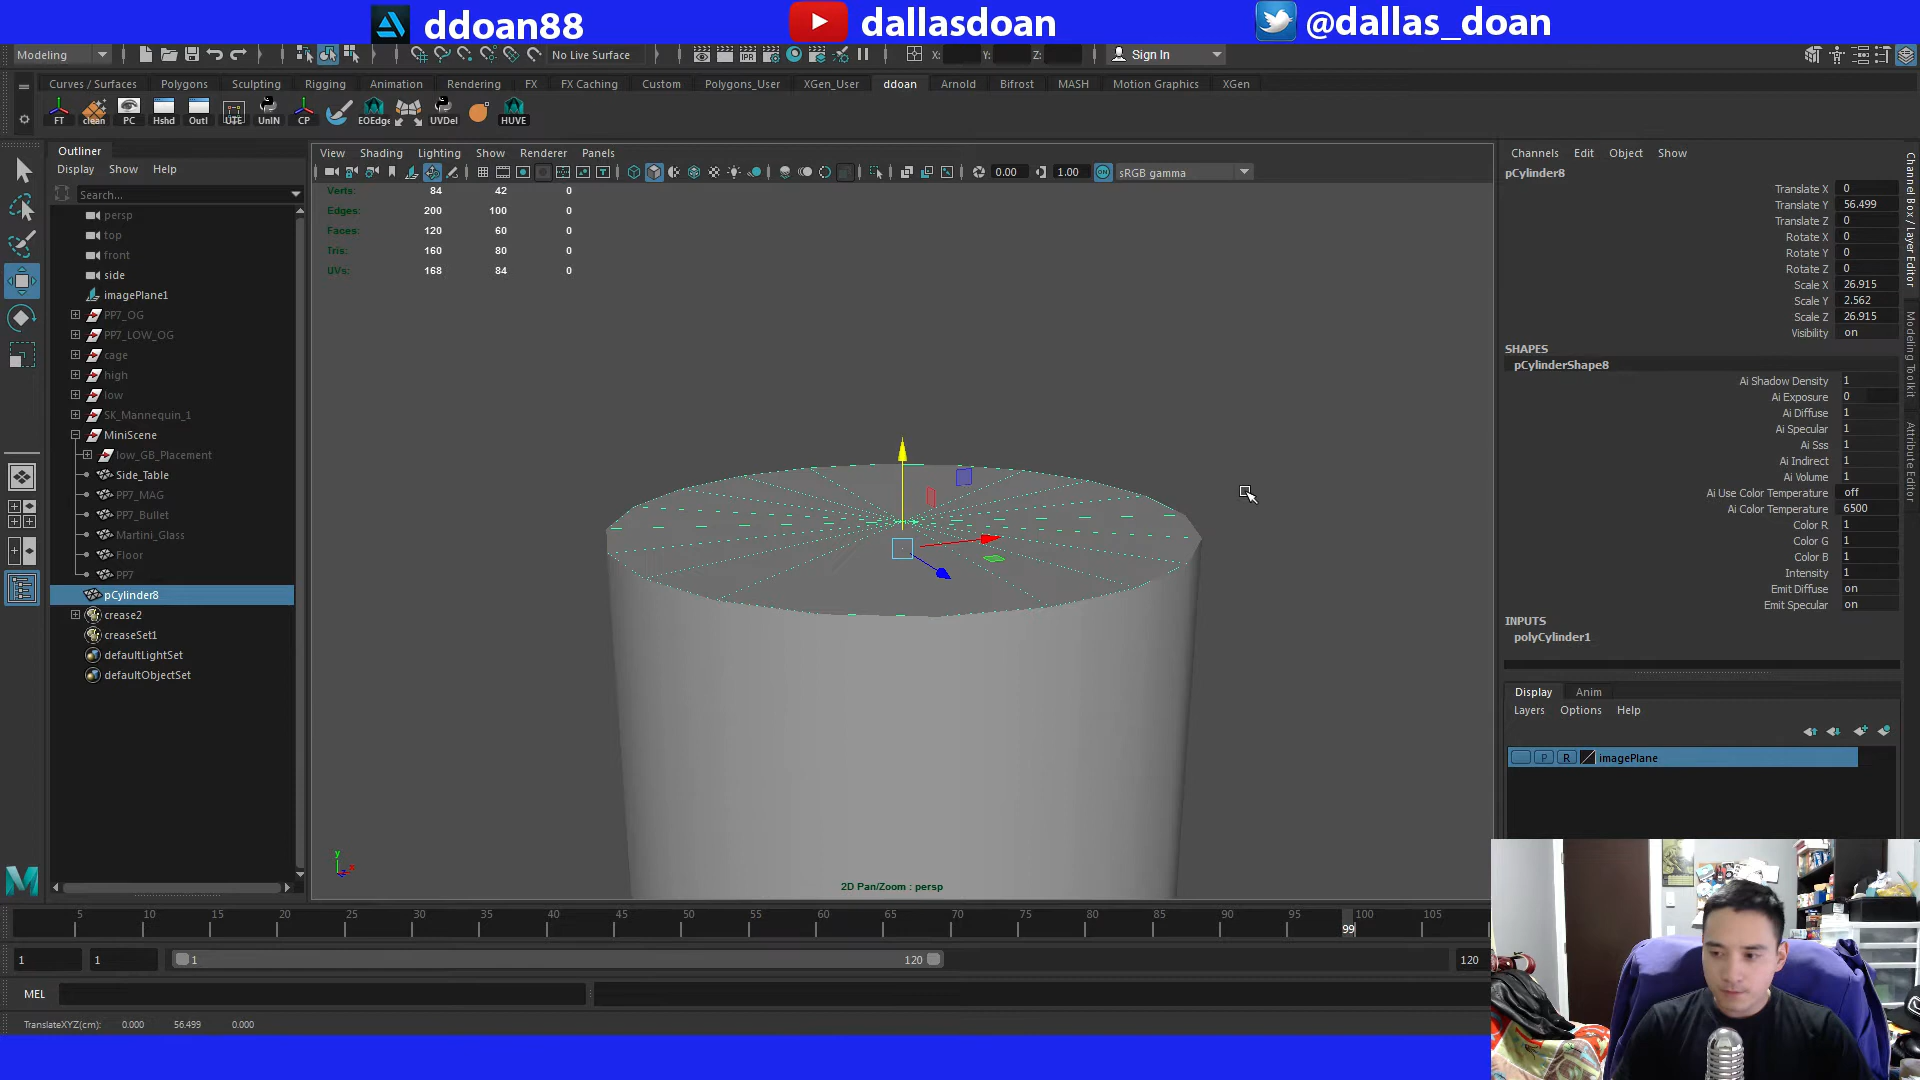 ddoan88 dallasdoan @dallas_doan
Modeling No Live Surface X: Y: Z: Sign In
Curves / Surfaces Polygons Sculpting Rigging Animation Rendering FX FX Caching Custom Polygons_User XGen_User ddoan Arnold Bifrost MASH Motion Graphics XGen
FT clean PC Hshd Outl UTE UnIN CP EOEdge UVDel HUVE
Outliner
Display Show Help
Search...
persp
top
front
side
imagePlane1
PP7_OG
PP7_LOW_OG
cage
high
low
SK_Mannequin_1
MiniScene
low_GB_Placement
Side_Table
PP7_MAG
PP7_Bullet
Martini_Glass
Floor
PP7
pCylinder8
crease2
creaseSet1
defaultLightSet
defaultObjectSet
View Shading Lighting Show Renderer Panels
0.00 1.00 sRGB gamma
Verts: 84 42 0
Edges: 200 100 0
Faces: 120 60 0
Tris: 160 80 0
UVs: 168 84 0
y
2D Pan/Zoom : persp
Channels Edit Object Show
pCylinder8
Translate X 0
Translate Y 56.499
Translate Z 0
Rotate X 0
Rotate Y 0
Rotate Z 0
Scale X 26.915
Scale Y 2.562
Scale Z 26.915
Visibility on
SHAPES
pCylinderShape8
Ai Shadow Density 1
Ai Exposure 0
Ai Diffuse 1
Ai Specular 1
Ai Sss 1
Ai Indirect 1
Ai Volume 1
Ai Use Color Temperature off
Ai Color Temperature 6500
Color R 1
Color G 1
Color B 1
Intensity 1
Emit Diffuse on
Emit Specular on
INPUTS
polyCylinder1
Display Anim
Layers Options Help
P R imagePlane
Channel Box / Layer Editor
Modeling Toolkit
Attribute Editor
5 10 15 20 25 30 35 40 45 50 55 60 65 70 75 80 85 90 95 100 105
99
1 1 1 120 120
MEL
TranslateXYZ(cm): 0.000 56.499 0.000